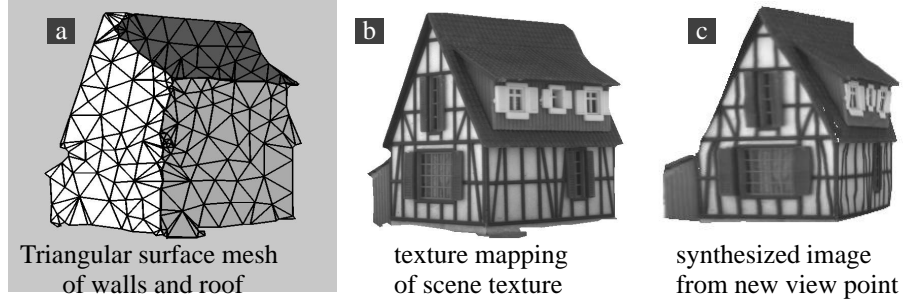 a
b
c
Triangular surface mesh
of walls and roof
texture mapping
of scene texture
synthesized image
from new view point